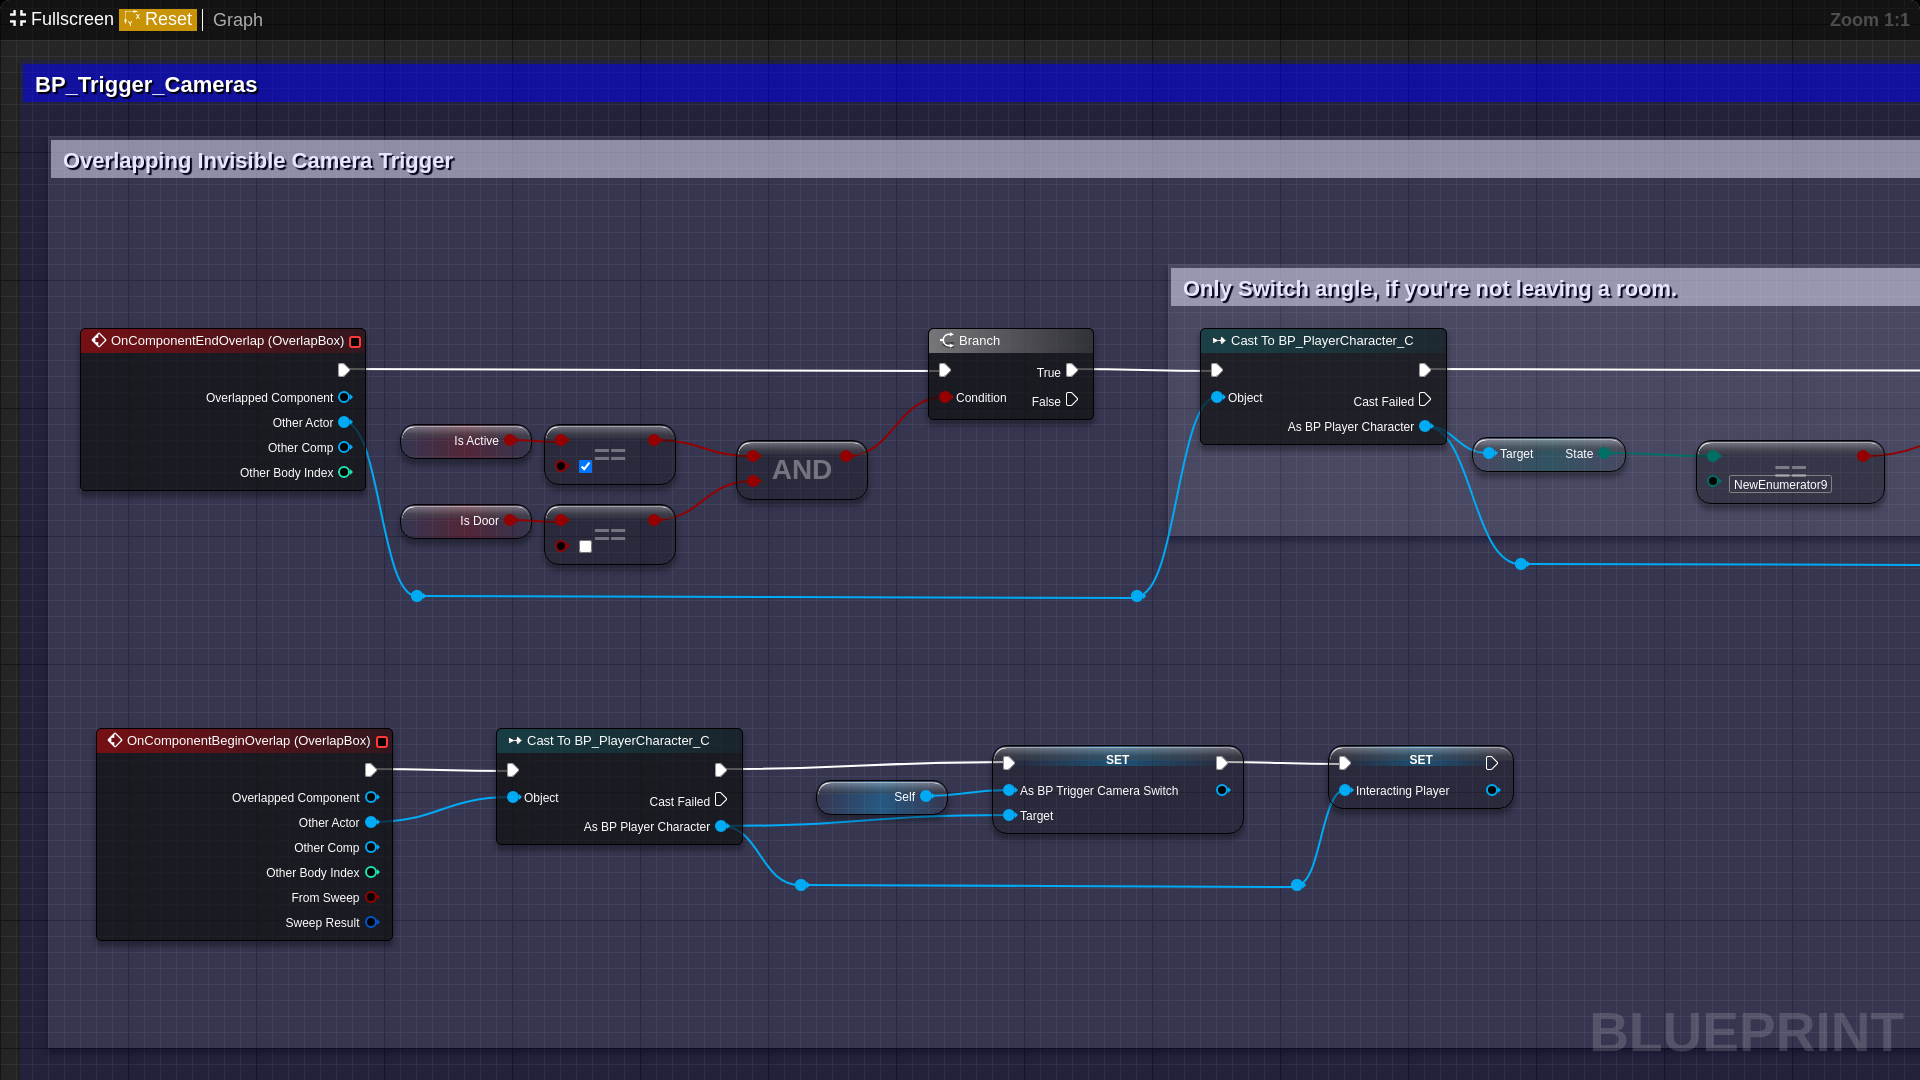 Fullscreen Reset Graph Zoom 1:1
BP_Trigger_Cameras
Overlapping Invisible Camera Trigger
Only Switch angle, if you're not leaving a room.
OnComponentEndOverlap (OverlapBox)
Overlapped Component
Other Actor
Other Comp
Other Body Index
Is Active
==
Is Door
==
AND
Branch
True
Condition
False
Cast To BP_PlayerCharacter_C
Object
Cast Failed
As BP Player Character
Target State
==
NewEnumerator9
OnComponentBeginOverlap (OverlapBox)
Overlapped Component
Other Actor
Other Comp
Other Body Index
From Sweep
Sweep Result
Cast To BP_PlayerCharacter_C
Object
Cast Failed
As BP Player Character
Self
SET
As BP Trigger Camera Switch
Target
SET
Interacting Player
BLUEPRINT